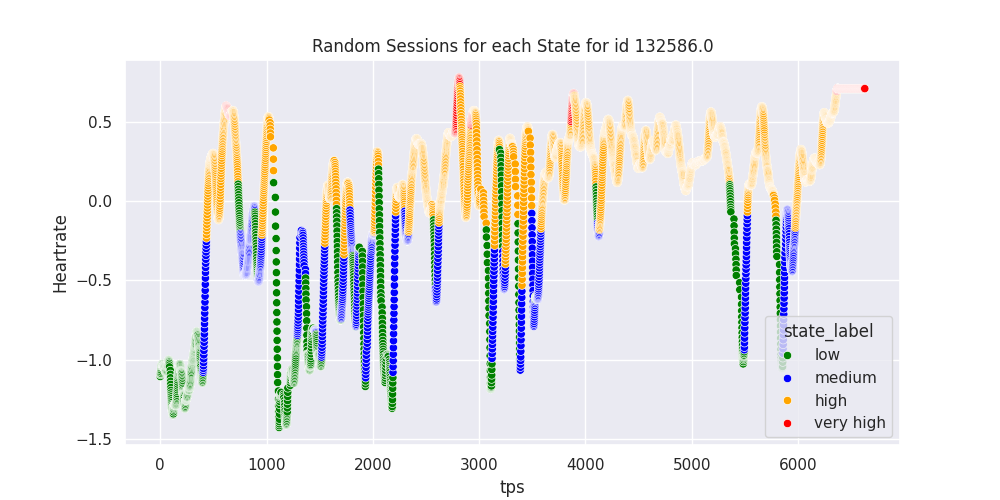 Random Sessions for each State for id 132586.0
Heartrate
0.5
0.0
−0.5
−1.0
−1.5
0
1000
2000
3000
4000
5000
6000
tps
state_label
low
medium
high
very high